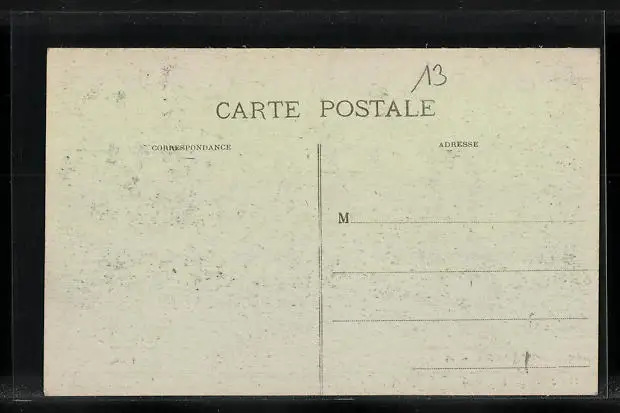 13
CARTE POSTALE
CORRESPONDANCE
ADRESSE
M